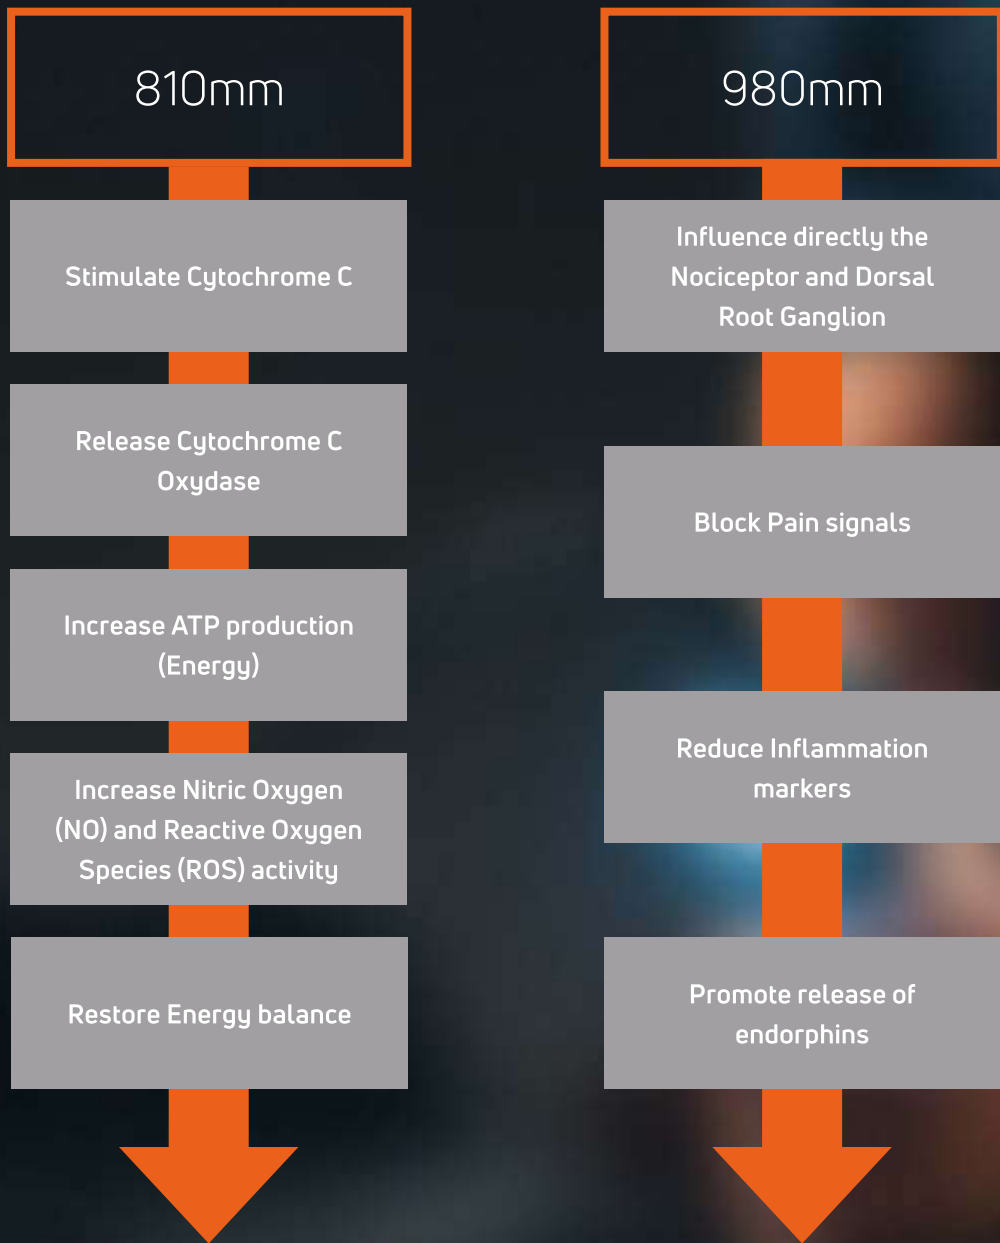 810mm
Stimulate Cytochrome C
Release Cytochrome C
Oxydase
Increase ATP production
(Energy)
Increase Nitric Oxygen
(NO) and Reactive Oxygen
Species (ROS) activity
Restore Energy balance
980mm
Influence directly the
Nociceptor and Dorsal
Root Ganglion
Block Pain signals
Reduce Inflammation
markers
Promote release of
endorphins